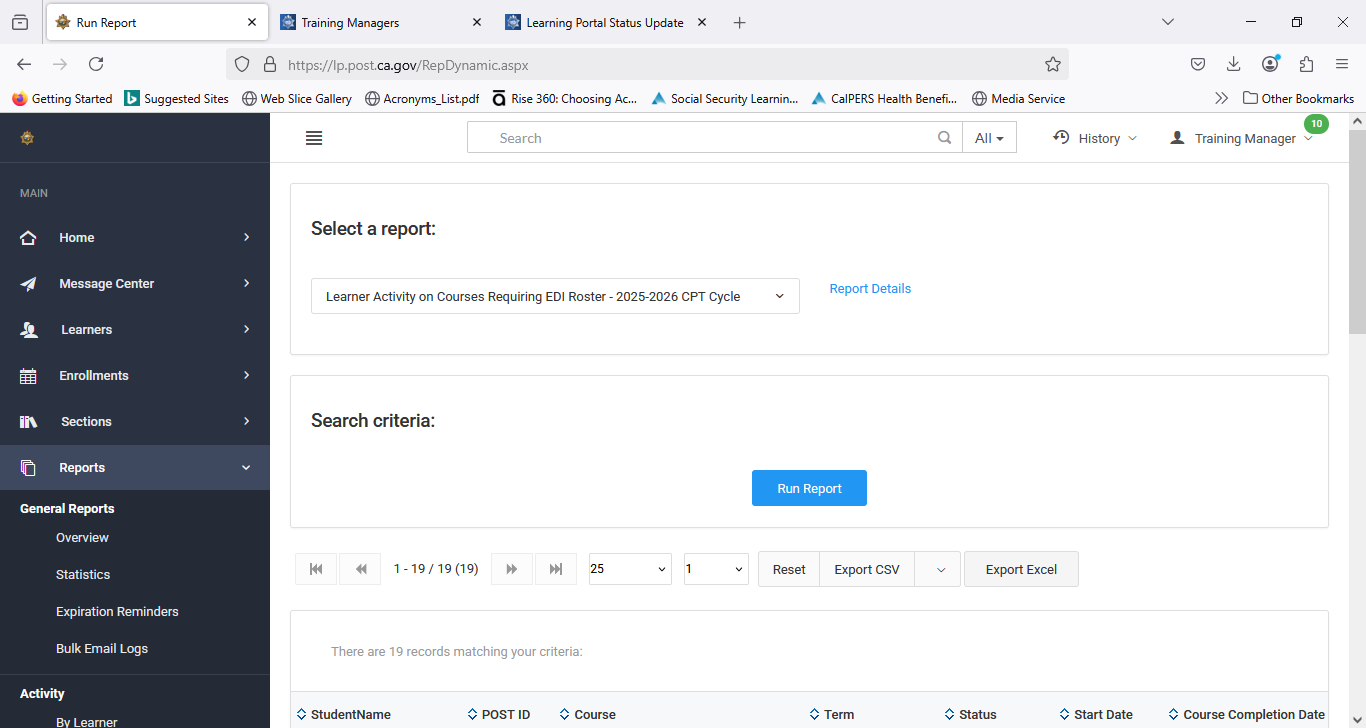 Run Report
Training Managers
Learning Portal Status Update
https://lp.post.ca.gov/RepDynamic.aspx
Getting Started
Suggested Sites
Web Slice Gallery
Acronyms_List.pdf
Rise 360: Choosing Ac...
Social Security Learnin...
CalPERS Health Benefi...
Media Service
Other Bookmarks
Search
All
History
Training Manager
10
MAIN
Home
Message Center
Learners
Enrollments
Sections
Reports
General Reports
Overview
Statistics
Expiration Reminders
Bulk Email Logs
Activity
By Learner
Select a report:
Learner Activity on Courses Requiring EDI Roster - 2025-2026 CPT Cycle
Report Details
Search criteria:
Run Report
1 - 19 / 19 (19)
25
1
Reset
Export CSV
Export Excel
There are 19 records matching your criteria:
StudentName
POST ID
Course
Term
Status
Start Date
Course Completion Date